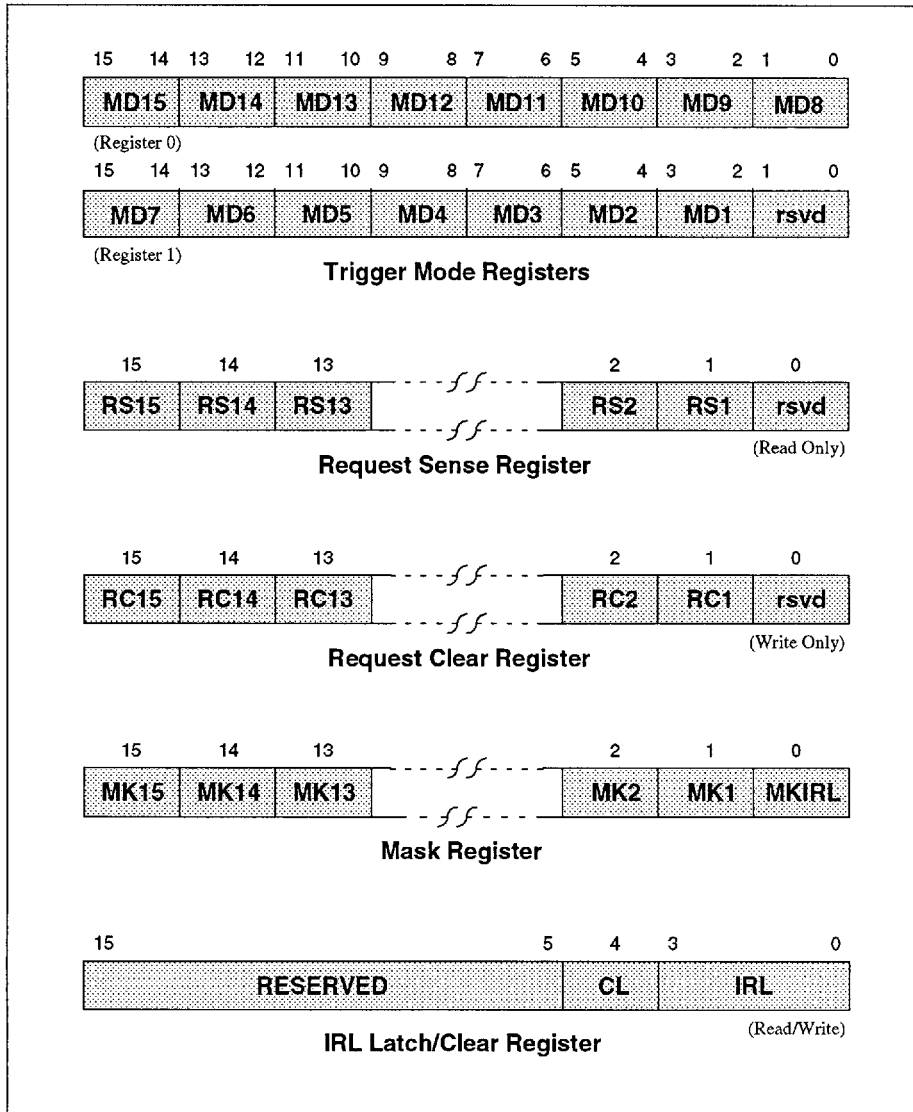 15 14 13 12 11 10 9 8 7 6 5 4 3 2 1 0
MD15 MD14 MD13 MD12 MD11 MD10 MD9 MD8
(Register 0)
15 14 13 12 11 10 9 8 7 6 5 4 3 2 1 0
MD7 MD6 MD5 MD4 MD3 MD2 MD1 rsvd
(Register 1)
Trigger Mode Registers
15 14 13 2 1 0
RS15 RS14 RS13 RS2 RS1 rsvd
(Read Only)
Request Sense Register
15 14 13 2 1 0
RC15 RC14 RC13 RC2 RC1 rsvd
(Write Only)
Request Clear Register
15 14 13 2 1 0
MK15 MK14 MK13 MK2 MK1 MKIRL
Mask Register
15 5 4 3 0
RESERVED CL IRL
(Read/Write)
IRL Latch/Clear Register